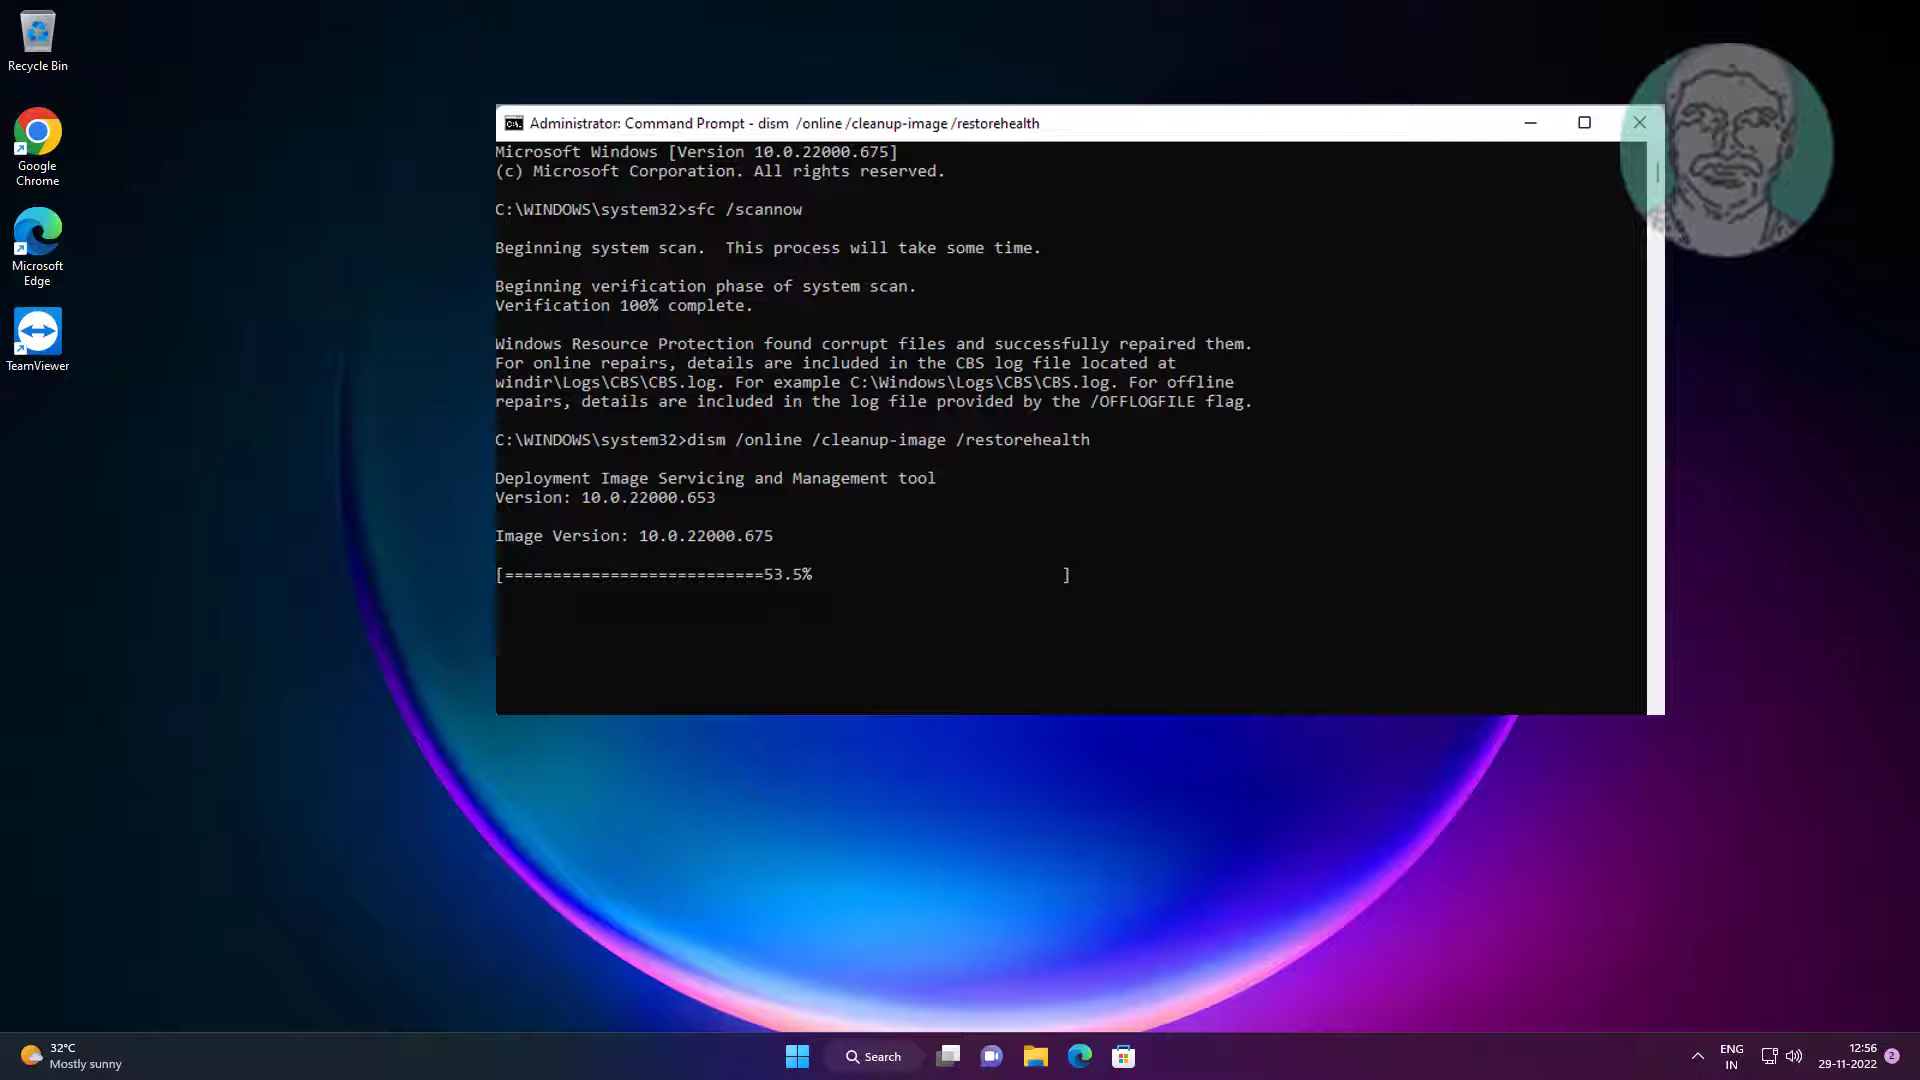 Recycle Bin
Google
Chrome
Microsoft
Edge
TeamViewer
Administrator: Command Prompt - dism  /online /cleanup-image /restorehealth
Microsoft Windows [Version 10.0.22000.675]
(c) Microsoft Corporation. All rights reserved.
C:\WINDOWS\system32>sfc /scannow
Beginning system scan.  This process will take some time.
Beginning verification phase of system scan.
Verification 100% complete.
Windows Resource Protection found corrupt files and successfully repaired them.
For online repairs, details are included in the CBS log file located at
windir\Logs\CBS\CBS.log. For example C:\Windows\Logs\CBS\CBS.log. For offline
repairs, details are included in the log file provided by the /OFFLOGFILE flag.
C:\WINDOWS\system32>dism /online /cleanup-image /restorehealth
Deployment Image Servicing and Management tool
Version: 10.0.22000.653
Image Version: 10.0.22000.675
[===========================53.5%                          ]
32°C
Mostly sunny
Search
ENG
IN
12:56
29-11-2022
2